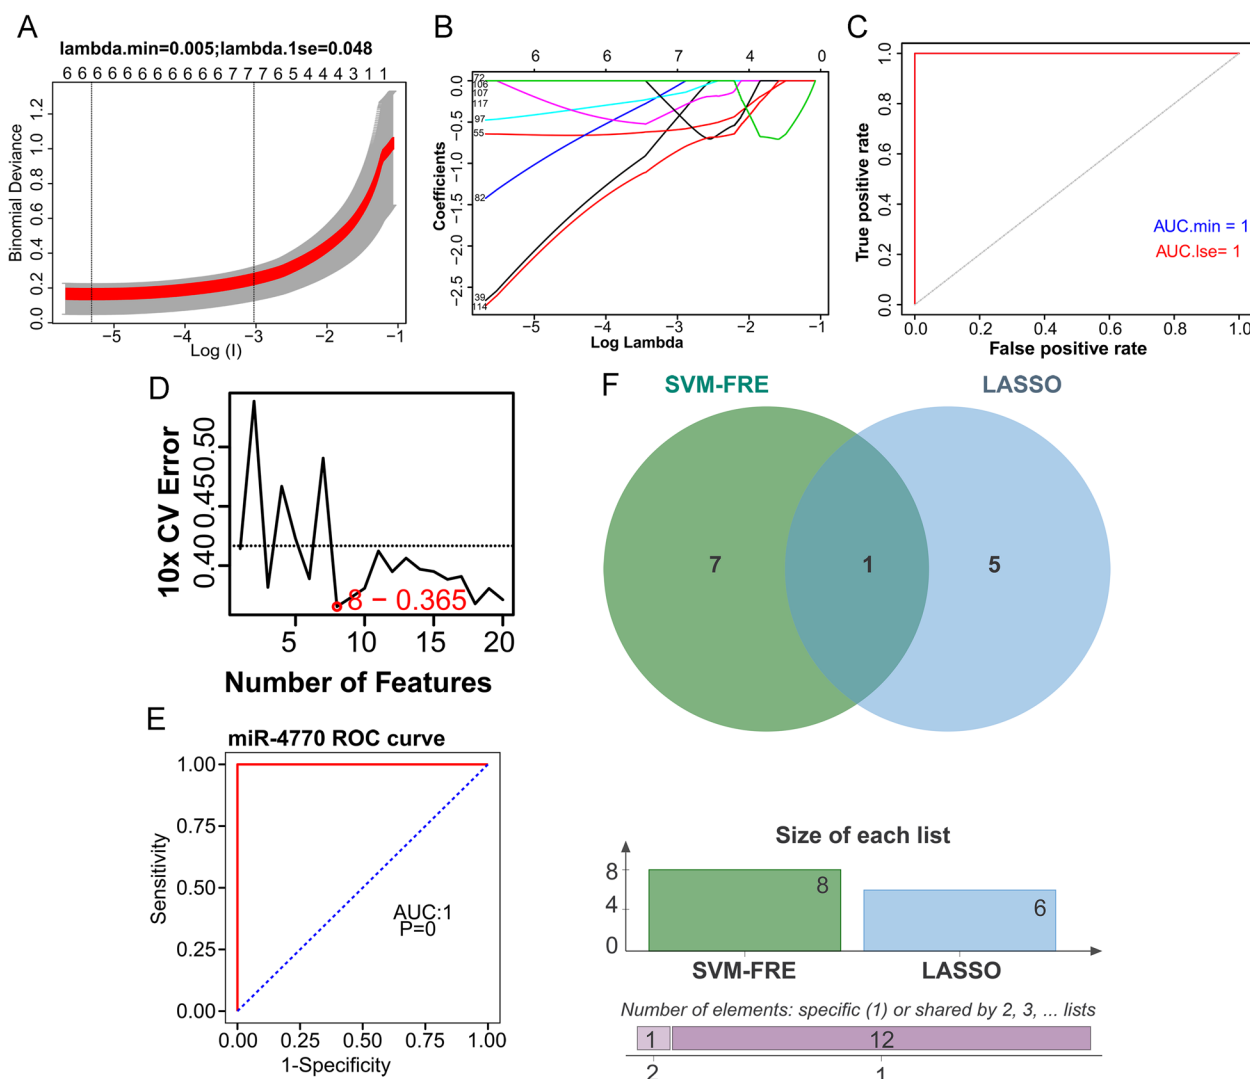 A
lambda.min=0.005;lambda.1se=0.048
6 6 6 6 6 6 6 6 6 6 6 7 7 7 6 5 4 4 4 3 1 1
Binomial Deviance
0.0 0.2 0.4 0.6 0.8 1.0 1.2
−5 −4 −3 −2 −1
Log (l)
B
6 6 7 4 0
Coefficients
0.0
−0.5
−1.0
−1.5
−2.0
−2.5
72
106
107
117
97
55
82
39
114
−5 −4 −3 −2 −1
Log Lambda
C
True positive rate
0.0 0.2 0.4 0.6 0.8 1.0
AUC.min = 1
AUC.lse= 1
0.0 0.2 0.4 0.6 0.8 1.0
False positive rate
D
10x CV Error
0.40 0.45 0.50
8 − 0.365
5 10 15 20
Number of Features
E
miR-4770 ROC curve
Sensitivity
1.00
0.75
0.50
0.25
0.00
AUC:1
P=0
0.00 0.25 0.50 0.75 1.00
1-Specificity
F
SVM-FRE LASSO
7 1 5
Size of each list
8
4
0
8
6
SVM-FRE LASSO
Number of elements: specific (1) or shared by 2, 3, ... lists
1 12
2 1